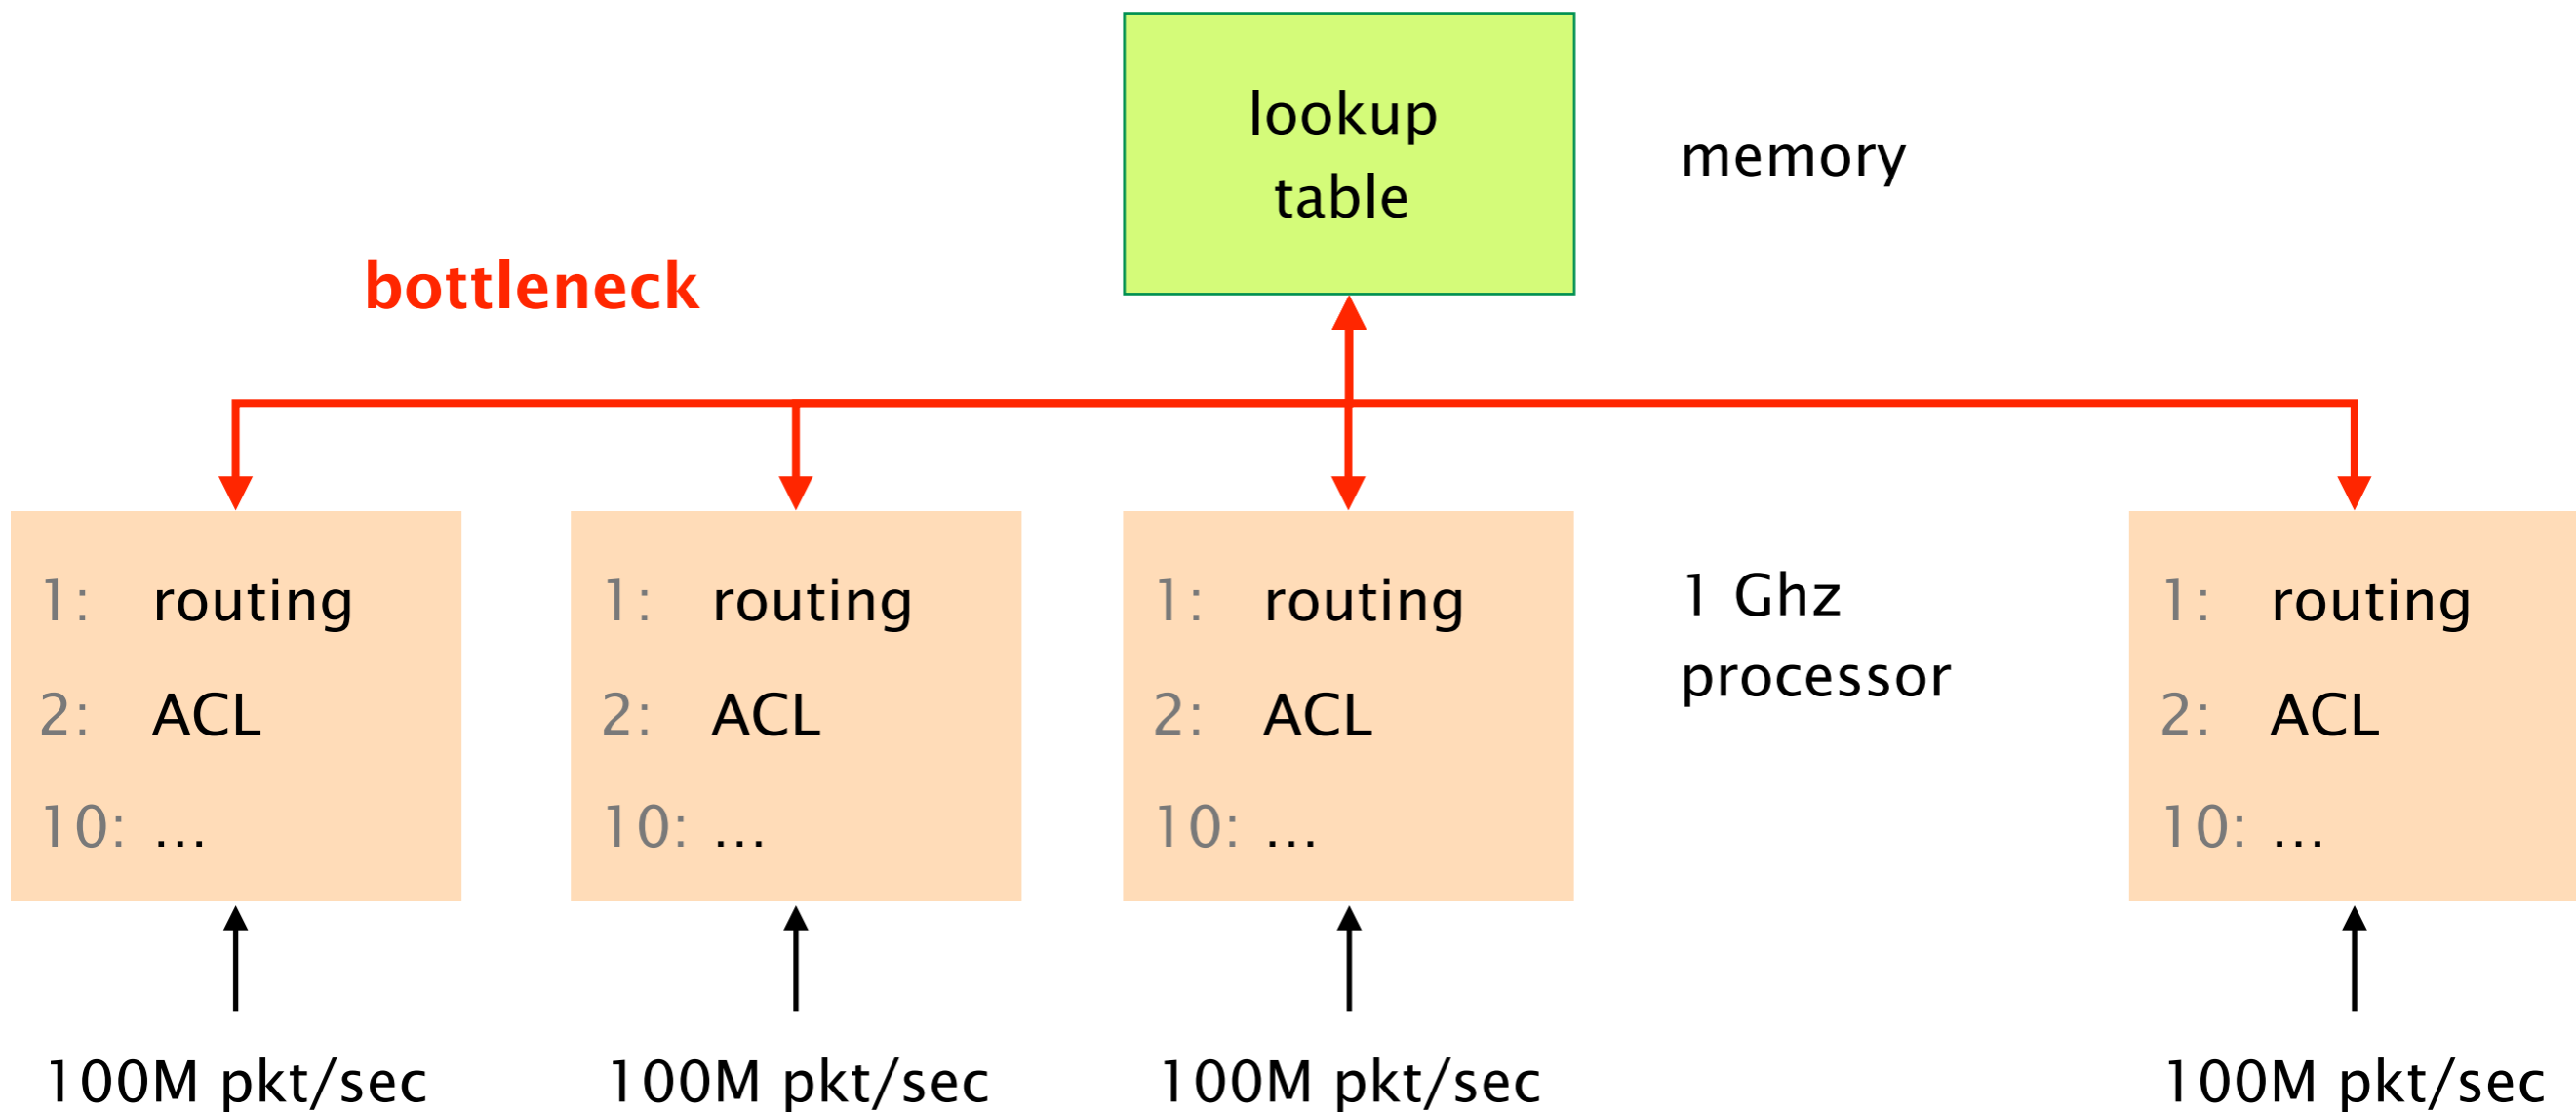 lookup
table
memory
bottleneck
1: routing
2: ACL
10: ...
1: routing
2: ACL
10: ...
1: routing
2: ACL
10: ...
1 Ghz
processor
1: routing
2: ACL
10: ...
100M pkt/sec
100M pkt/sec
100M pkt/sec
100M pkt/sec